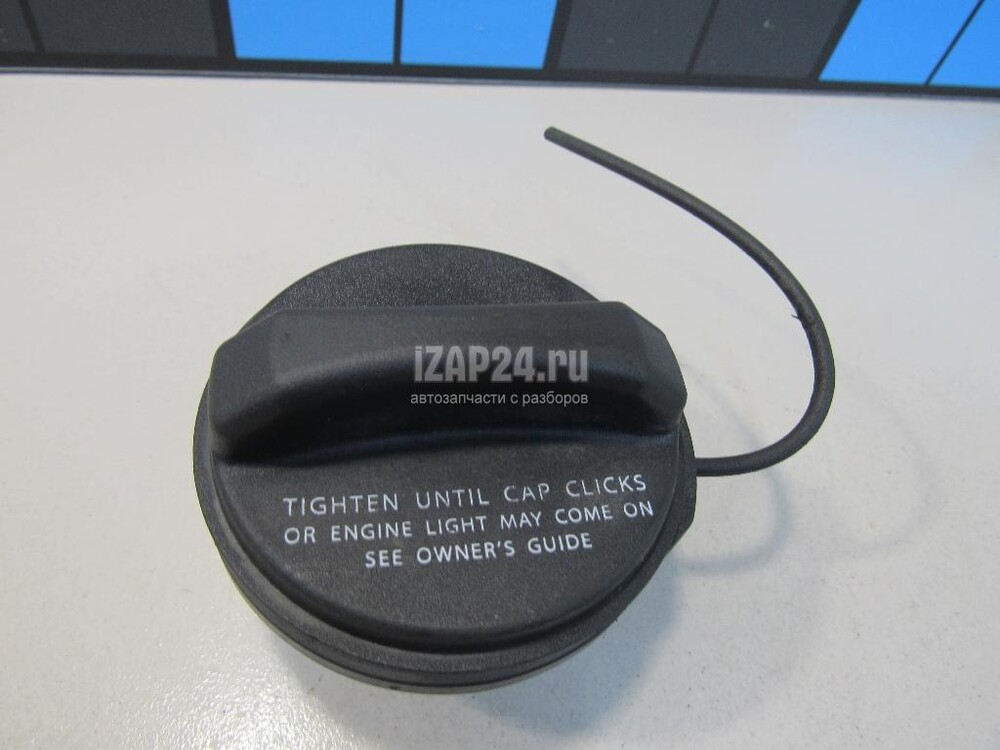 iZAP24.ru
автозапчасти с разборов
TIGHTEN UNTIL CAP CLICKS
OR ENGINE LIGHT MAY COME ON
SEE OWNER'S GUIDE